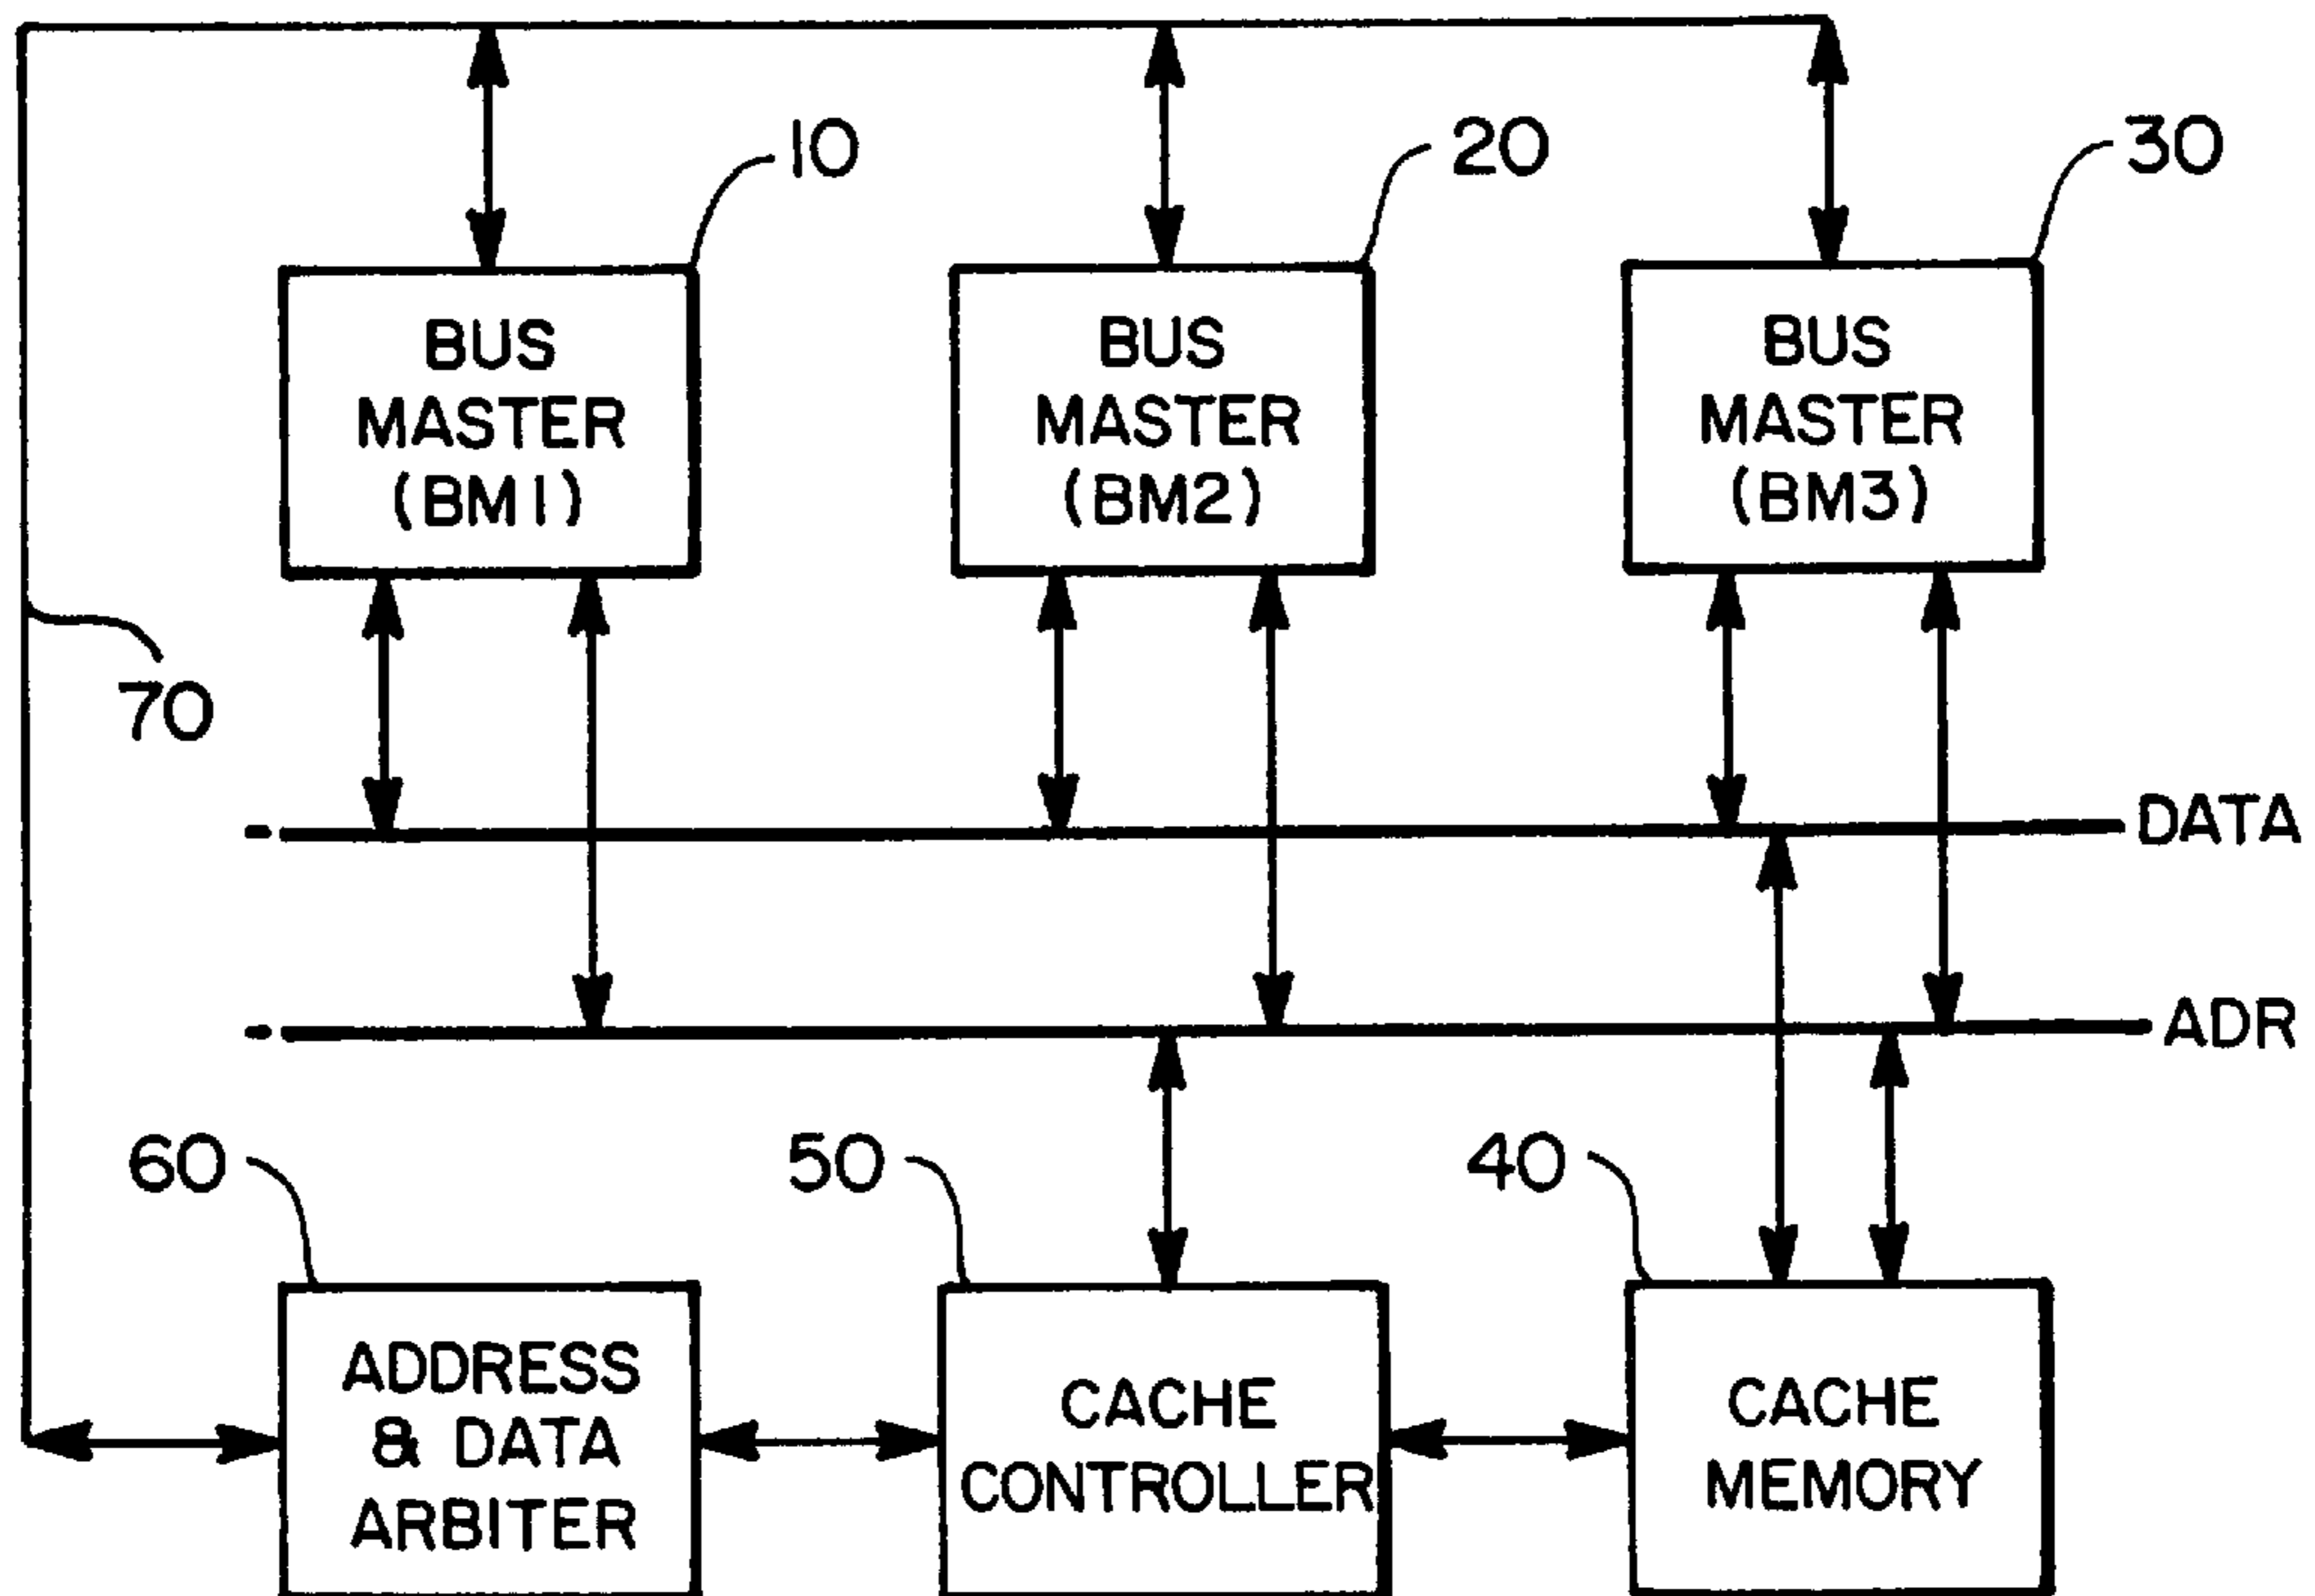 10
20
30
BUS
MASTER
(BM1)
BUS
MASTER
(BM2)
BUS
MASTER
(BM3)
70
DATA
ADR
60
50
40
ADDRESS
& DATA
ARBITER
CACHE
CONTROLLER
CACHE
MEMORY